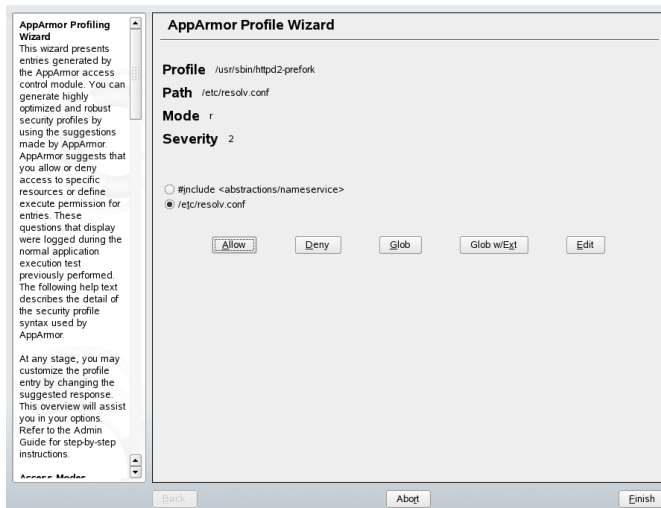 AppArmor Profiling
Wizard
This wizard presents
entries generated by
the AppArmor access
control module. You can
generate highly
optimized and robust
security profiles by
using the suggestions
made by AppArmor.
AppArmor suggests that
you allow or deny
access to specific
resources or define
execute permission for
entries. These
questions that display
were logged during the
normal application
execution test
previously performed.
The following help text
describes the detail of
the security profile
syntax used by
AppArmor.
At any stage, you may
customize the profile
entry by changing the
suggested response.
This overview will assist
you in your options.
Refer to the Admin
Guide for step-by-step
instructions.
Access Modes
AppArmor Profile Wizard
Profile /usr/sbin/httpd2-prefork
Path /etc/resolv.conf
Mode r
Severity 2
#include <abstractions/nameservice>
/etc/resolv.conf
Allow Deny Glob Glob w/Ext Edit
Back Abort Finish